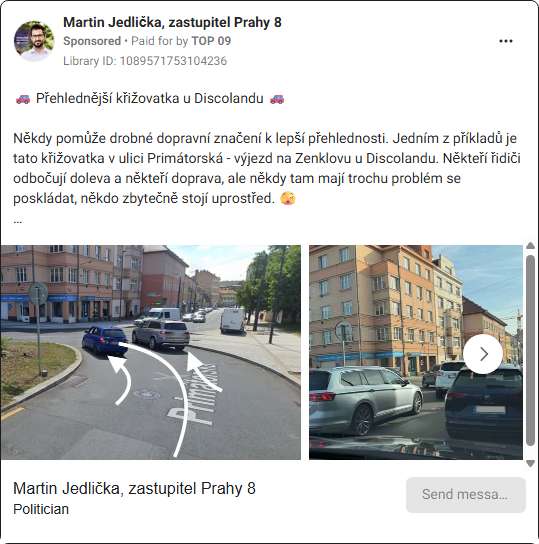 Martin Jedlička, zastupitel Prahy 8
Sponsored • Paid for by TOP 09
Library ID: 1089571753104236
🚗 Přehlednější křižovatka u Discolandu 🚗
Někdy pomůže drobné dopravní značení k lepší přehlednosti. Jedním z příkladů je
tato křižovatka v ulici Primátorská - výjezd na Zenklovu u Discolandu. Někteří řidiči
odbočují doleva a někteří doprava, ale někdy tam mají trochu problém se
poskládat, někdo zbytečně stojí uprostřed. 🫣
...
Primátorská
Martin Jedlička, zastupitel Prahy 8
Politician
Send messa...